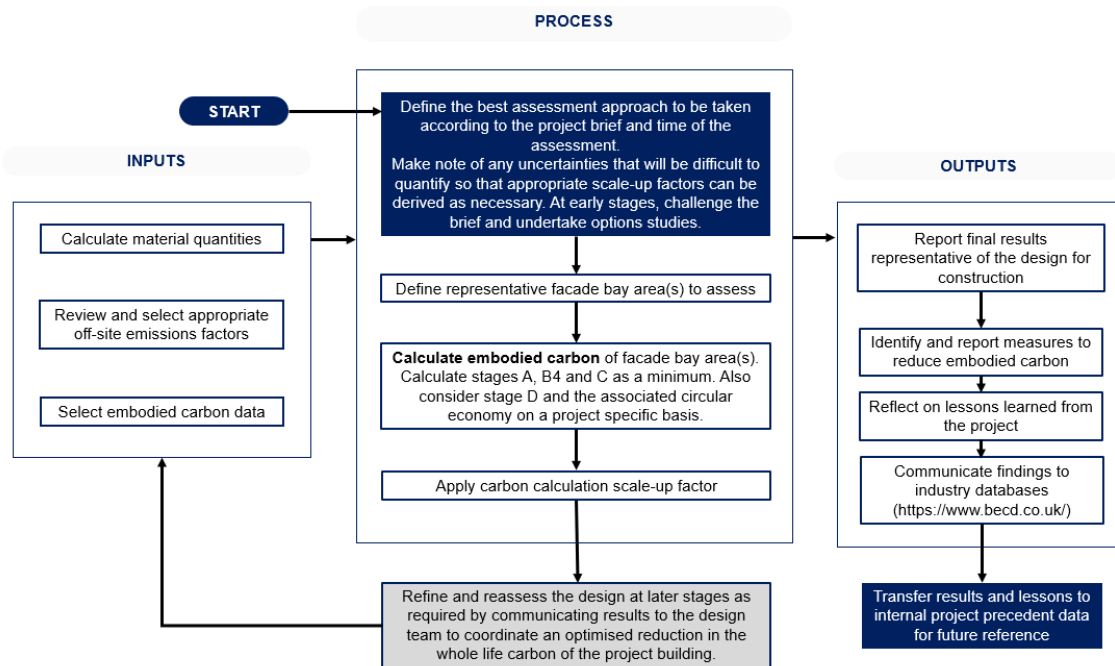 PROCESS
START
Define the best assessment approach to be taken
according to the project brief and time of the
assessment.
Make note of any uncertainties that will be difficult to
quantify so that appropriate scale-up factors can be
derived as necessary. At early stages, challenge the
brief and undertake options studies.
INPUTS
Calculate material quantities
Review and select appropriate
off-site emissions factors
Select embodied carbon data
Define representative facade bay area(s) to assess
Calculate embodied carbon of facade bay area(s).
Calculate stages A, B4 and C as a minimum. Also
consider stage D and the associated circular
economy on a project specific basis.
Apply carbon calculation scale-up factor
Refine and reassess the design at later stages as
required by communicating results to the design
team to coordinate an optimised reduction in the
whole life carbon of the project building.
OUTPUTS
Report final results
representative of the design for
construction
Identify and report measures to
reduce embodied carbon
Reflect on lessons learned from
the project
Communicate findings to
industry databases
(https://www.becd.co.uk/)
Transfer results and lessons to
internal project precedent data
for future reference